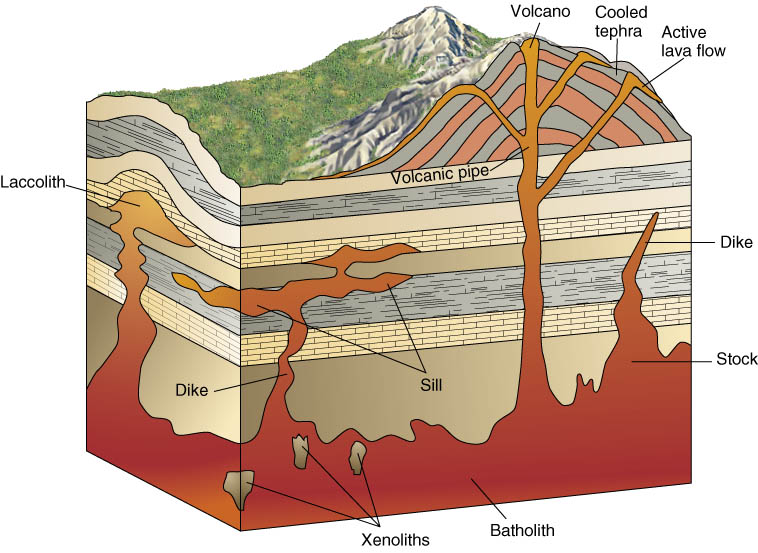 Volcano
Cooled
tephra
Active
lava flow
Volcanic pipe
Laccolith
Dike
Stock
Dike
Sill
Batholith
Xenoliths